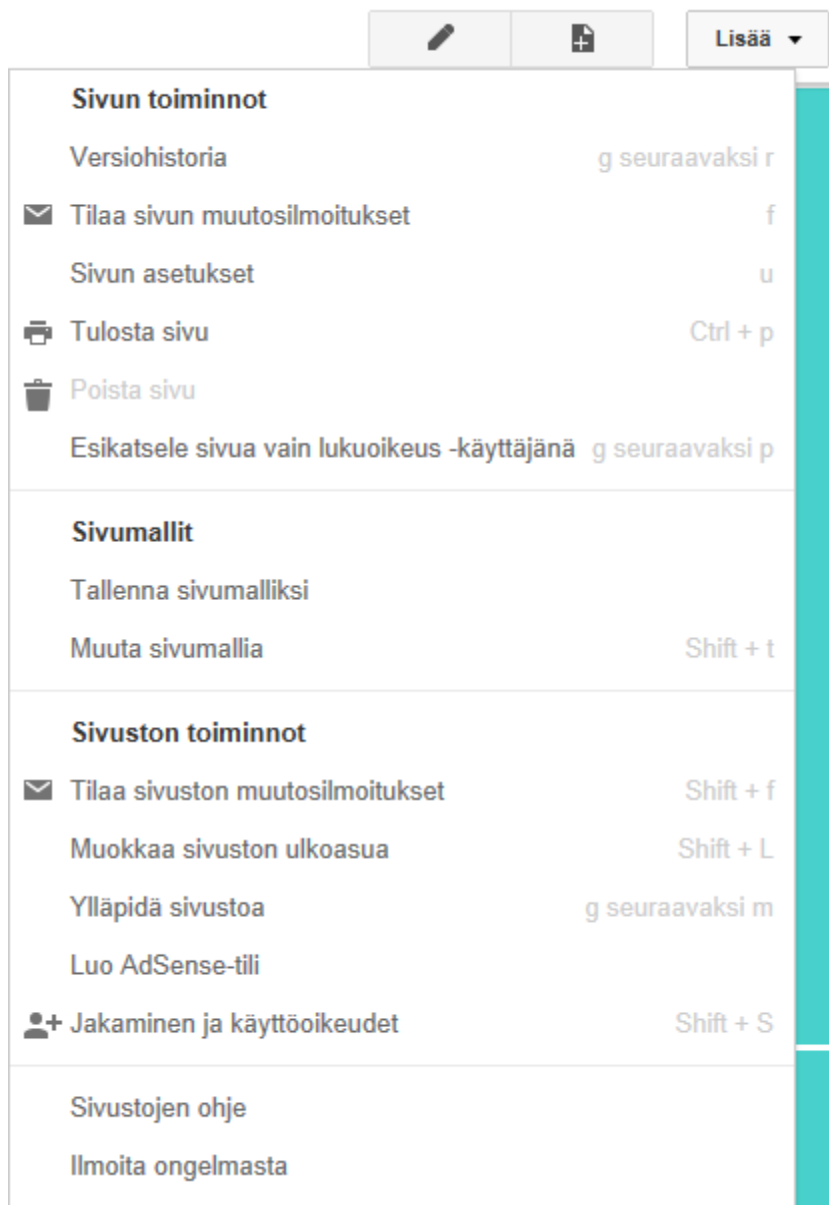 Lisää
Sivun toiminnot
Versiohistoria g seuraavaksi r
Tilaa sivun muutosilmoitukset f
Sivun asetukset u
Tulosta sivu Ctrl + p
Poista sivu
Esikatsele sivua vain lukuoikeus -käyttäjänä g seuraavaksi p
Sivumallit
Tallenna sivumalliksi
Muuta sivumallia Shift + t
Sivuston toiminnot
Tilaa sivuston muutosilmoitukset Shift + f
Muokkaa sivuston ulkoasua Shift + L
Ylläpidä sivustoa g seuraavaksi m
Luo AdSense-tili
Jakaminen ja käyttöoikeudet Shift + S
Sivustojen ohje
Ilmoita ongelmasta